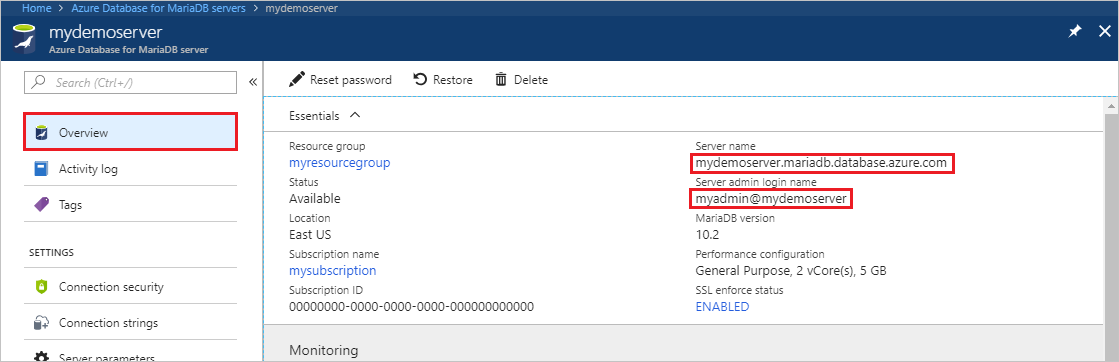 Home > Azure Database for MariaDB servers > mydemoserver
mydemoserver
Azure Database for MariaDB server
Search (Ctrl+/)
«
Overview
Activity log
Tags
SETTINGS
Connection security
Connection strings
Server parameters
Reset password Restore Delete
Essentials
Resource group
myresourcegroup
Status
Available
Location
East US
Subscription name
mysubscription
Subscription ID
00000000-0000-0000-0000-000000000000
Server name
mydemoserver.mariadb.database.azure.com
Server admin login name
myadmin@mydemoserver
MariaDB version
10.2
Performance configuration
General Purpose, 2 vCore(s), 5 GB
SSL enforce status
ENABLED
Monitoring